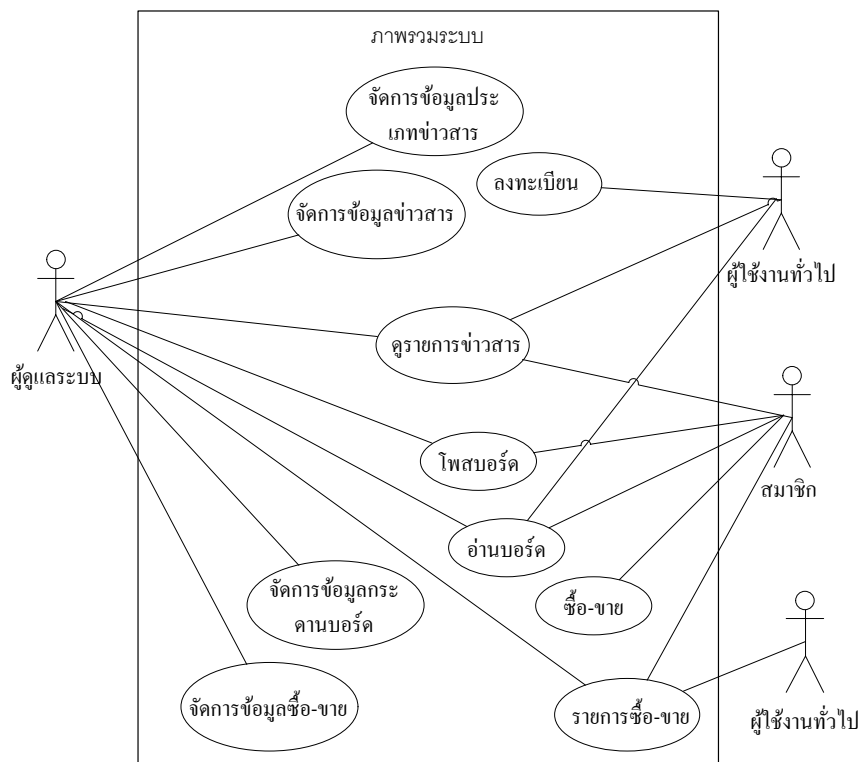 ภาพรวมระบบ
จัดการข้อมูลประ
เภทข่าวสาร
ลงทะเบียน
จัดการข้อมูลข่าวสาร
ผู้ใช้งานทั่วไป
ดูรายการข่าวสาร
ผู้ดูแลระบบ
โพสบอร์ด
สมาชิก
อ่านบอร์ด
จัดการข้อมูลกระ
ดานบอร์ด
ซื้อ-ขาย
จัดการข้อมูลซื้อ-ขาย
รายการซื้อ-ขาย
ผู้ใช้งานทั่วไป